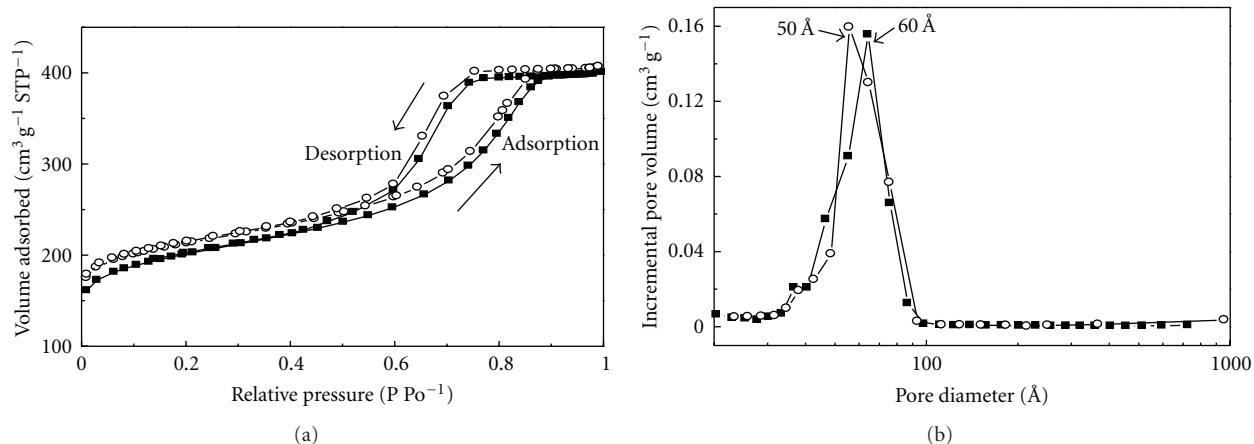 400
300
200
100
Volume adsorbed (cm³ g⁻¹ STP⁻¹)
Desorption
Adsorption
0
0.2
0.4
0.6
0.8
1
Relative pressure (P Po⁻¹)
(a)
0.16
0.12
0.08
0.04
0
Incremental pore volume (cm³ g⁻¹)
50 Å
60 Å
100
1000
Pore diameter (Å)
(b)